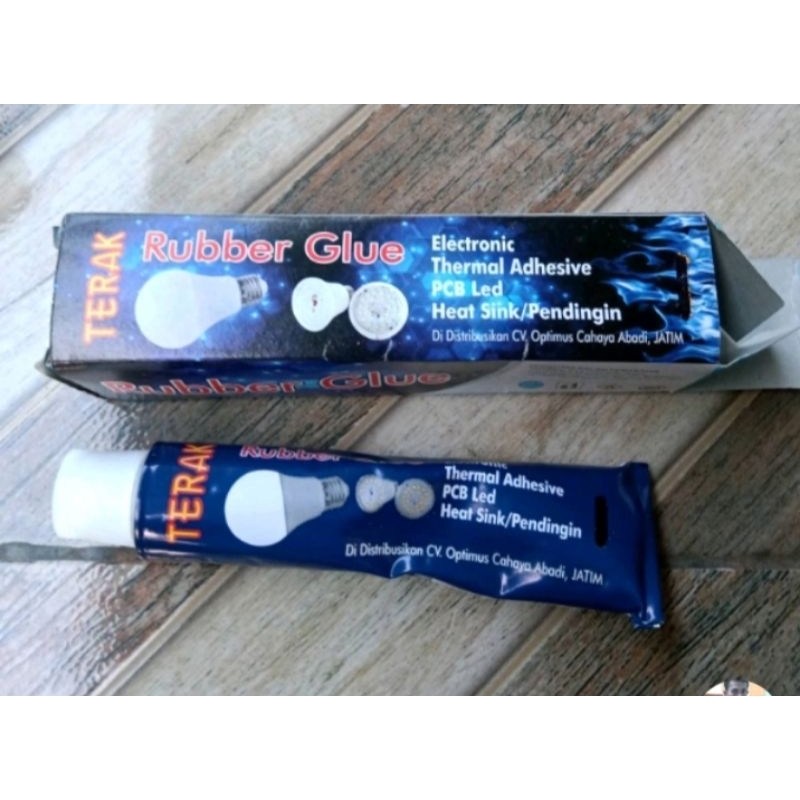 TERAK
Rubber Glue
Electronic
Thermal Adhesive
PCB Led
Heat Sink/Pendingin
Di Distribusikan CV. Optimus Cahaya Abadi, JATIM
Rubber Glue
TERAK
Rubber
Thermal Adhesive
PCB Led
Heat Sink/Pendingin
Di Distribusikan CV. Optimus Cahaya Abadi, JATIM